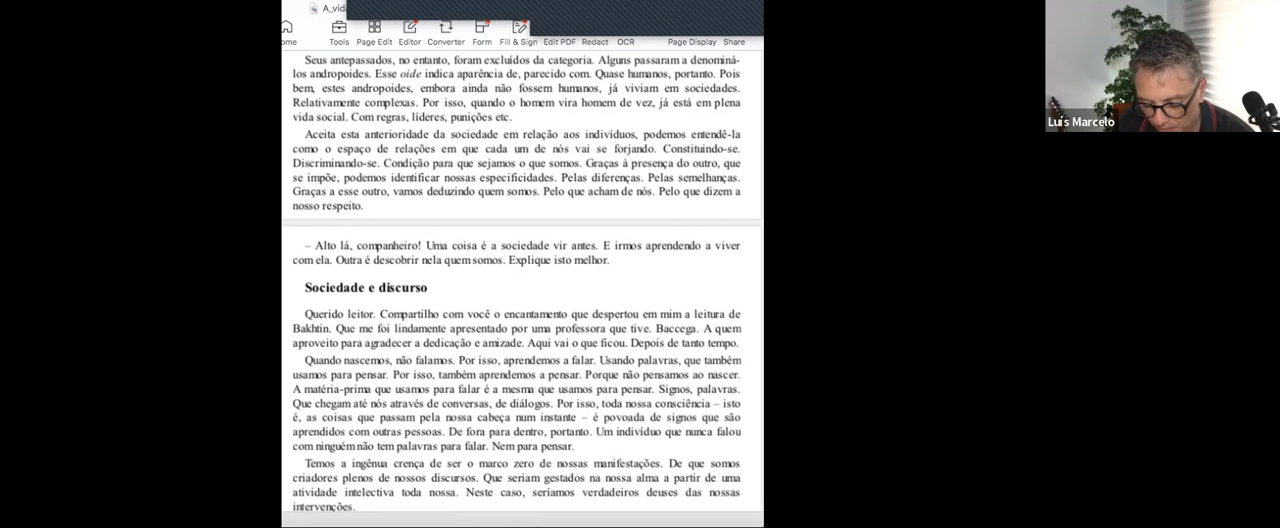 A_vid
ome Tools Page Edit Editor Converter Form Fill & Sign Edit PDF Redact OCR Page Display Share
Seus antepassados, no entanto, foram excluídos da categoria. Alguns passaram a denominá-
los andropoides. Esse oide indica aparência de, parecido com. Quase humanos, portanto. Pois
bem, estes andropoides, embora ainda não fossem humanos, já viviam em sociedades.
Relativamente complexas. Por isso, quando o homem vira homem de vez, já está em plena
vida social. Com regras, líderes, punições etc.
Aceita esta anterioridade da sociedade em relação aos indivíduos, podemos entendê-la
como o espaço de relações em que cada um de nós vai se forjando. Constituindo-se.
Discriminando-se. Condição para que sejamos o que somos. Graças à presença do outro, que
se impõe, podemos identificar nossas especificidades. Pelas diferenças. Pelas semelhanças.
Graças a esse outro, vamos deduzindo quem somos. Pelo que acham de nós. Pelo que dizem a
nosso respeito.
– Alto lá, companheiro! Uma coisa é a sociedade vir antes. E irmos aprendendo a viver
com ela. Outra é descobrir nela quem somos. Explique isto melhor.
Sociedade e discurso
Querido leitor. Compartilho com você o encantamento que despertou em mim a leitura de
Bakhtin. Que me foi lindamente apresentado por uma professora que tive. Baccega. A quem
aproveito para agradecer a dedicação e amizade. Aqui vai o que ficou. Depois de tanto tempo.
Quando nascemos, não falamos. Por isso, aprendemos a falar. Usando palavras, que também
usamos para pensar. Por isso, também aprendemos a pensar. Porque não pensamos ao nascer.
A matéria-prima que usamos para falar é a mesma que usamos para pensar. Signos, palavras.
Que chegam até nós através de conversas, de diálogos. Por isso, toda nossa consciência – isto
é, as coisas que passam pela nossa cabeça num instante – é povoada de signos que são
aprendidos com outras pessoas. De fora para dentro, portanto. Um indivíduo que nunca falou
com ninguém não tem palavras para falar. Nem para pensar.
Temos a ingênua crença de ser o marco zero de nossas manifestações. De que somos
criadores plenos de nossos discursos. Que seriam gestados na nossa alma a partir de uma
atividade intelectiva toda nossa. Neste caso, seríamos verdadeiros deuses das nossas
intervenções.
Luís Marcelo